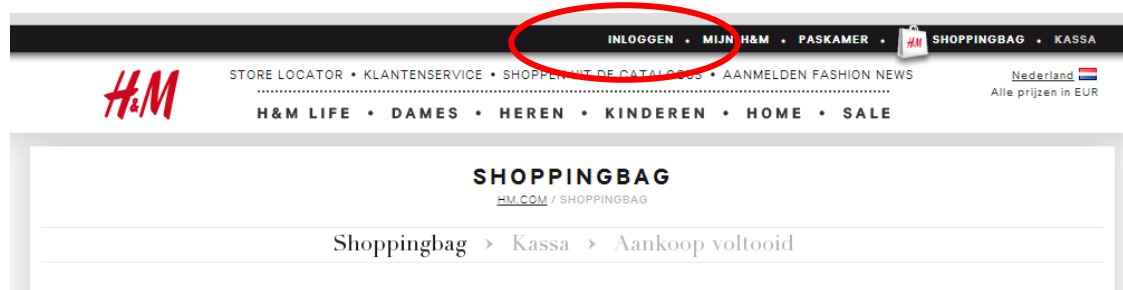 INLOGGEN • MIJN H&M • PASKAMER • H&M SHOPPINGBAG • KASSA
H&M
STORE LOCATOR • KLANTENSERVICE • SHOPPEN UIT DE CATALOGUS • AANMELDEN FASHION NEWS
Nederland
Alle prijzen in EUR
H&M LIFE • DAMES • HEREN • KINDEREN • HOME • SALE
SHOPPINGBAG
HM.COM / SHOPPINGBAG
Shoppingbag > Kassa > Aankoop voltooid